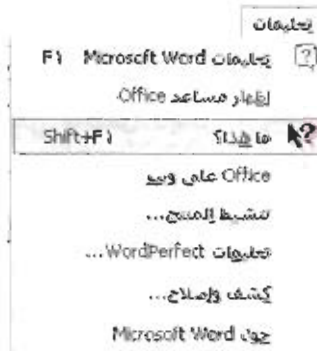 تعليمات
تعليمات Microsoft Word F1
إظهار مساعد Office
ما هذا؟ Shift+F1
Office على ويب
تنشيط المنتج...
تعليمات WordPerfect...
كشف وإصلاح...
حول Microsoft Word